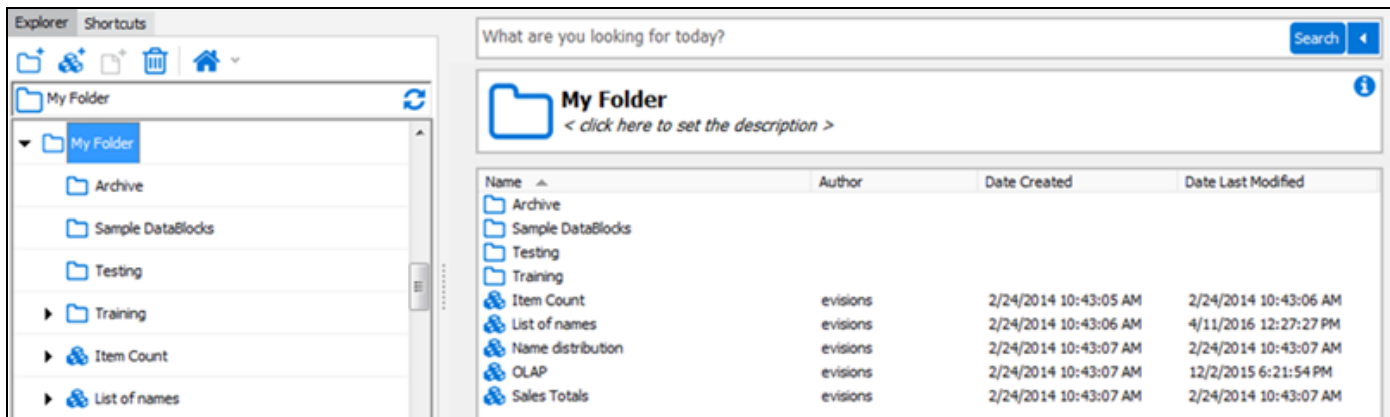 Explorer Shortcuts
My Folder
My Folder
Archive
Sample DataBlocks
Testing
Training
Item Count
List of names
What are you looking for today?
Search
My Folder
< click here to set the description >
Name Author Date Created Date Last Modified
Archive
Sample DataBlocks
Testing
Training
Item Count evisions 2/24/2014 10:43:05 AM 2/24/2014 10:43:06 AM
List of names evisions 2/24/2014 10:43:06 AM 4/11/2016 12:27:27 PM
Name distribution evisions 2/24/2014 10:43:07 AM 2/24/2014 10:43:07 AM
OLAP evisions 2/24/2014 10:43:07 AM 12/2/2015 6:21:54 PM
Sales Totals evisions 2/24/2014 10:43:07 AM 2/24/2014 10:43:07 AM